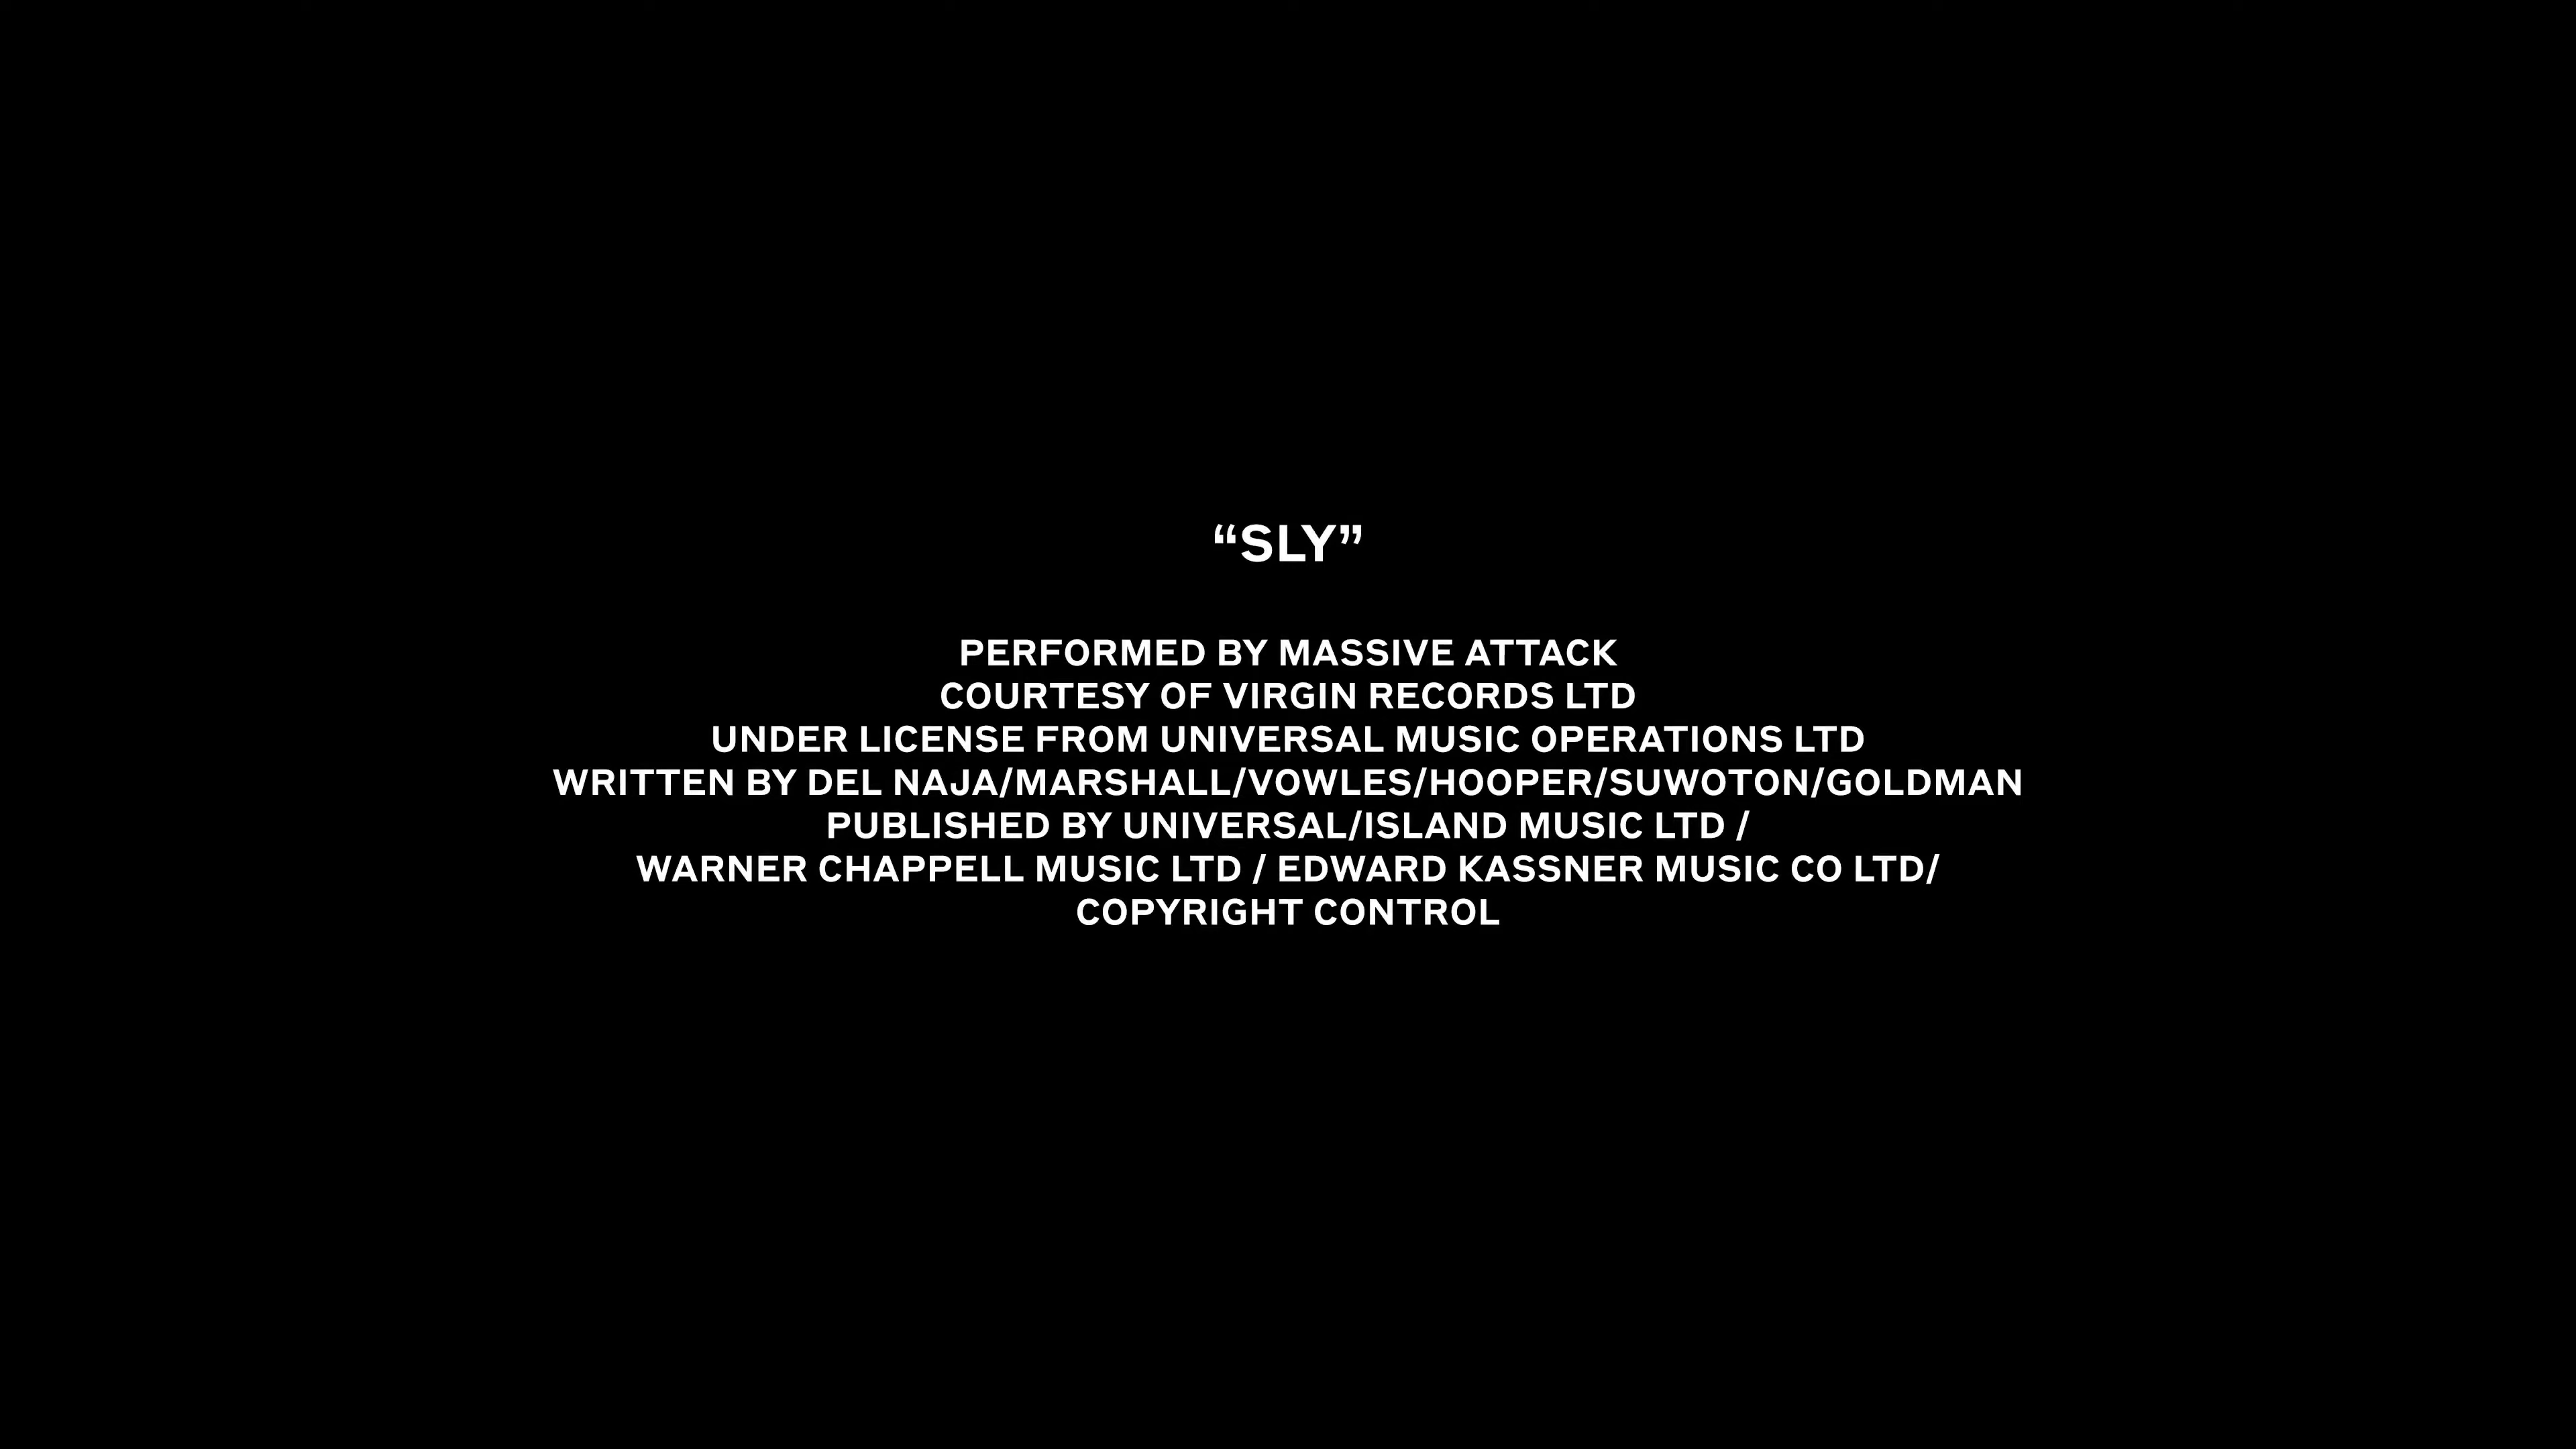 “SLY”
PERFORMED BY MASSIVE ATTACK
COURTESY OF VIRGIN RECORDS LTD
UNDER LICENSE FROM UNIVERSAL MUSIC OPERATIONS LTD
WRITTEN BY DEL NAJA/MARSHALL/VOWLES/HOOPER/SUWOTON/GOLDMAN
PUBLISHED BY UNIVERSAL/ISLAND MUSIC LTD /
WARNER CHAPPELL MUSIC LTD / EDWARD KASSNER MUSIC CO LTD/
COPYRIGHT CONTROL